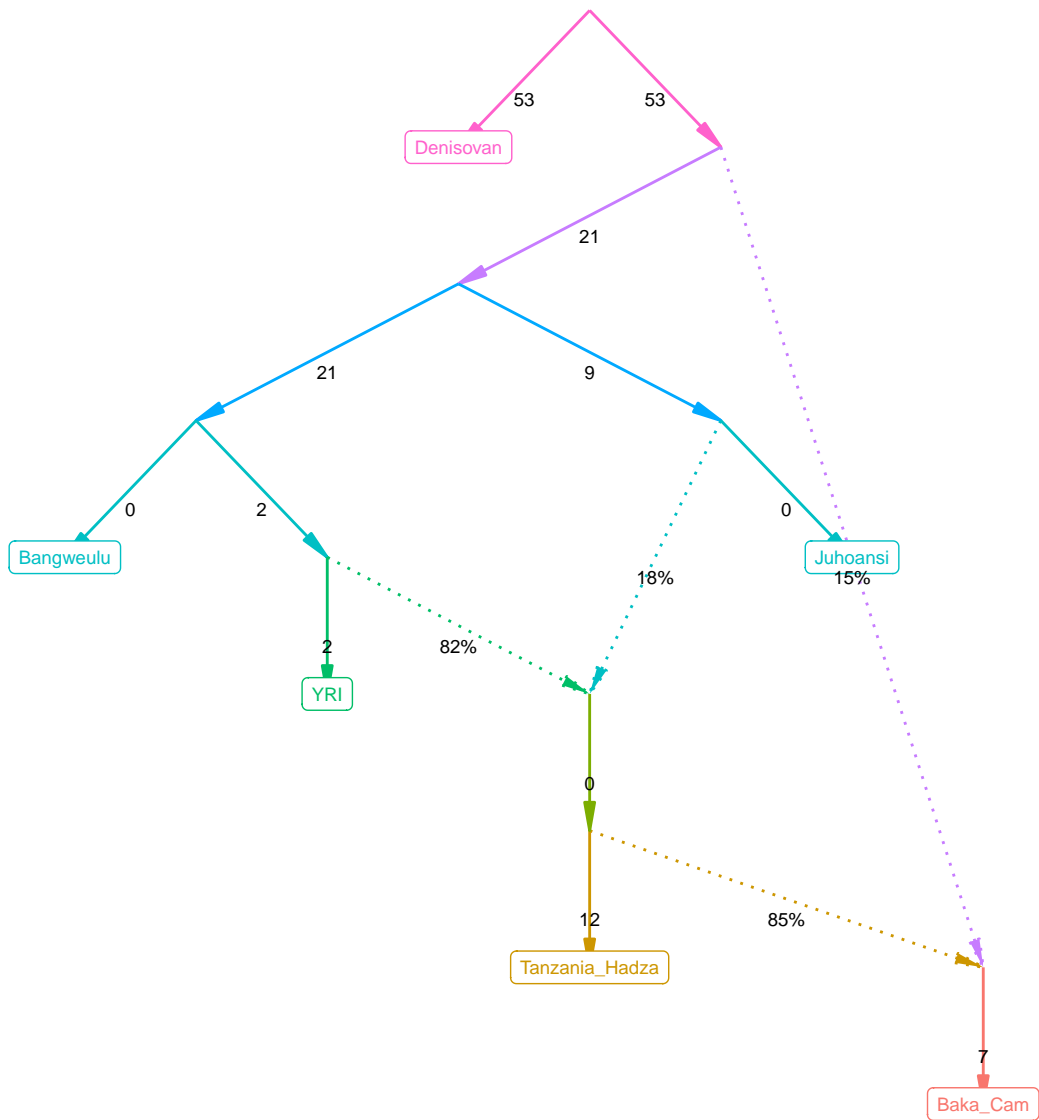 53
53
Denisovan
21
21
9
0
2
0
Bangweulu
Juhoansi
18%
15%
2
82%
YRI
0
12
85%
Tanzania_Hadza
7
Baka_Cam